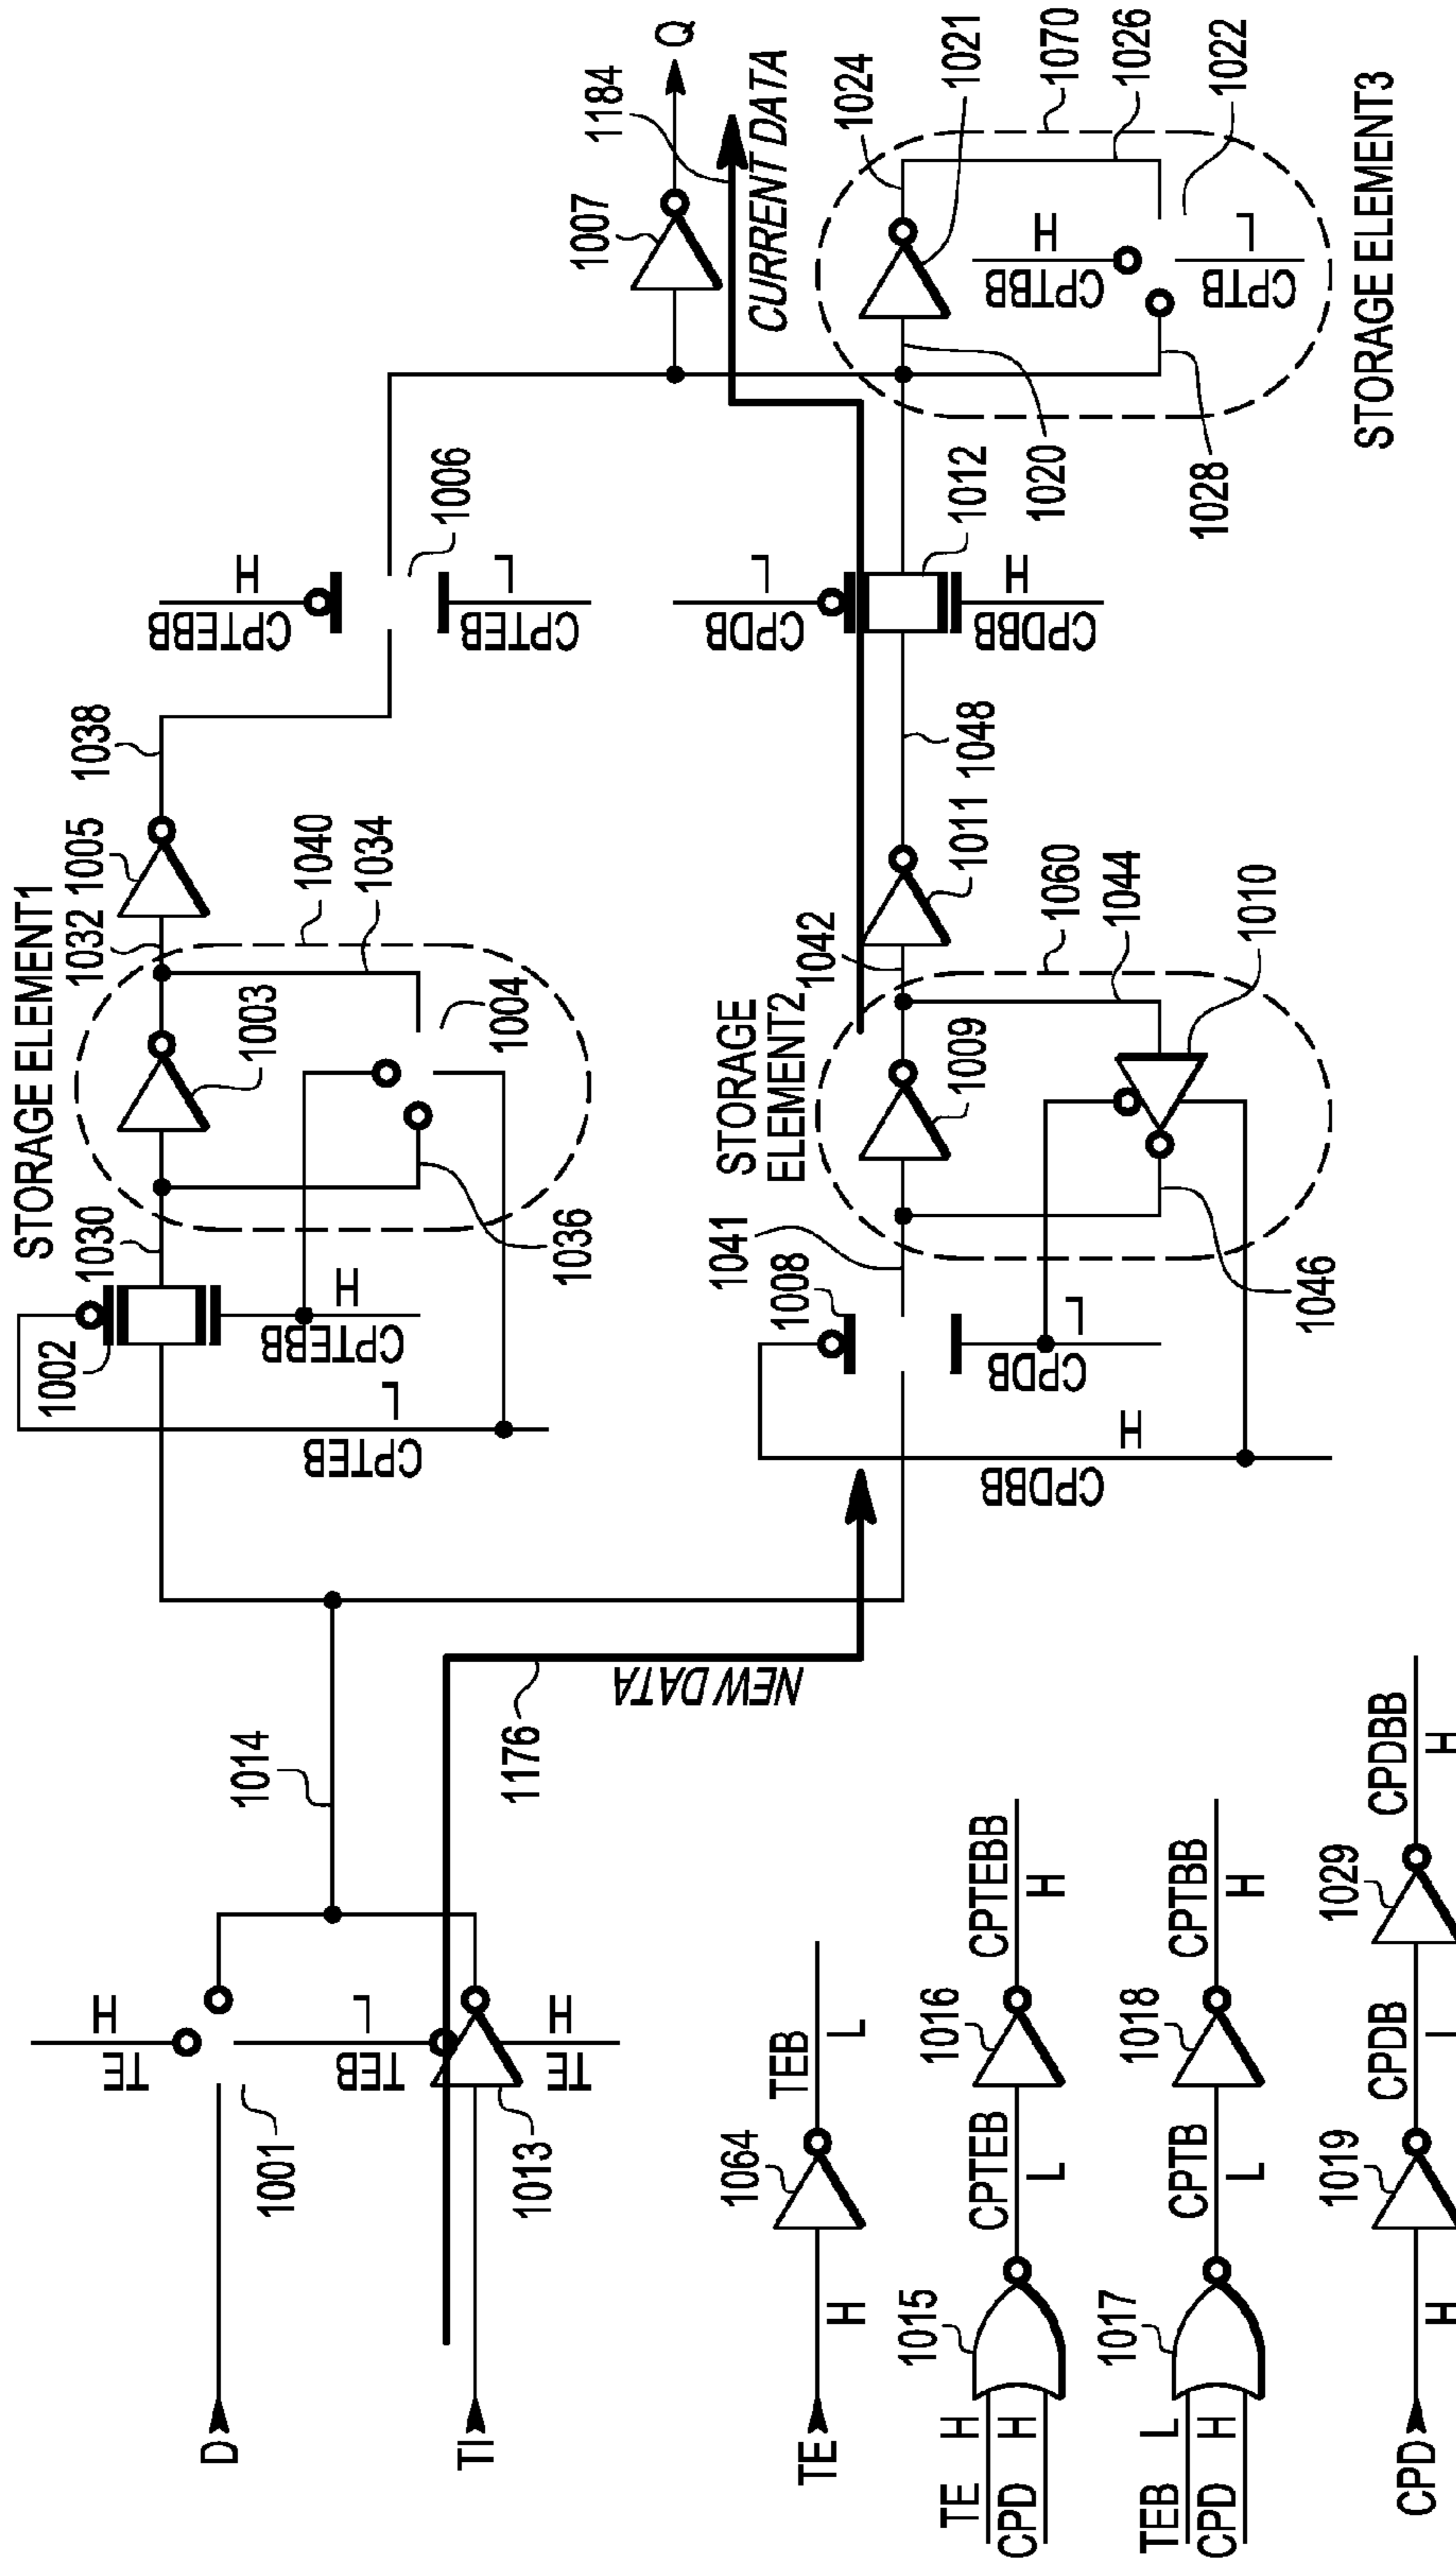 STORAGE ELEMENT1
1002
1030
1003
1032
1005
1038
1040
1034
1004
1036
CPTEBB H
CPTEB L
CPTEBB H
1006
CPTEB L
1007
Q
1184
CURRENT DATA
D
TE H
1001
TEB L
TI
1013
TE H
1014
1176
NEW DATA
STORAGE
ELEMENT2
1041
1008
1009
1042
1011
1048
1060
1044
1010
1046
CPDB L
CPDBB H
CPDB L
1012
CPDBB H
1020
1028
1024
1021
1070
1026
1022
CPTBB H
CPTB L
STORAGE ELEMENT3
TE
H
1064
TEB
L
TE H
CPD H
1015
CPTEB
L
1016
CPTEBB
H
TEB L
CPD H
1017
CPTB
L
1018
CPTBB
H
CPD
H
1019
CPDB
1029
CPDBB
H